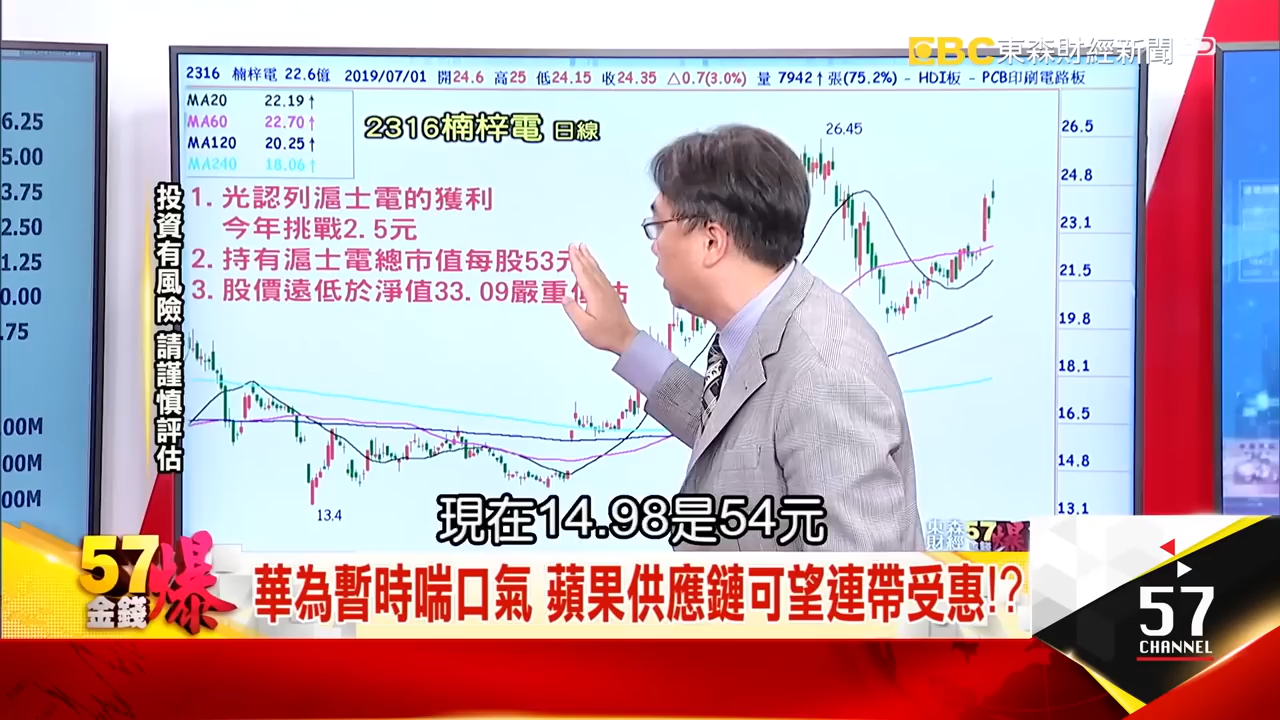 EBC 東森財經新聞
2316 楠梓電 22.6億 2019/07/01 開24.6 高25 低24.15 收24.35 △0.7(3.0%) 量 7942↑張(75.2%) - HDI板 - PCB印刷電路板
MA20 22.19↑
MA60 22.70↑
MA120 20.25↑
MA240 18.06↑
2316楠梓電 日線
1. 光認列滬士電的獲利
今年挑戰2.5元
2. 持有滬士電總市值每股53元
3. 股價遠低於淨值33.09嚴重低估
26.45
13.4
26.5
24.8
23.1
21.5
19.8
18.1
16.5
14.8
13.1
6.25
5.00
3.75
2.50
1.25
0.00
.75
00M
00M
00M
投資有風險 請謹慎評估
現在14.98是54元
東森財經 57 爆
57金錢爆
華為暫時喘口氣 蘋果供應鏈可望連帶受惠!?
57
CHANNEL